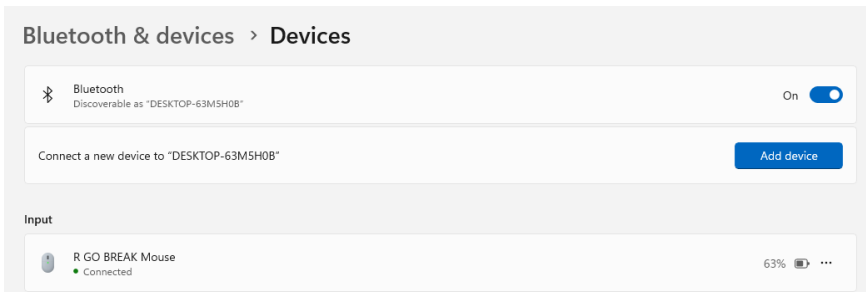 Bluetooth & devices > Devices
Bluetooth
Discoverable as "DESKTOP-63M5H0B"
On
Connect a new device to "DESKTOP-63M5H0B"
Add device
Input
R GO BREAK Mouse
Connected
63%